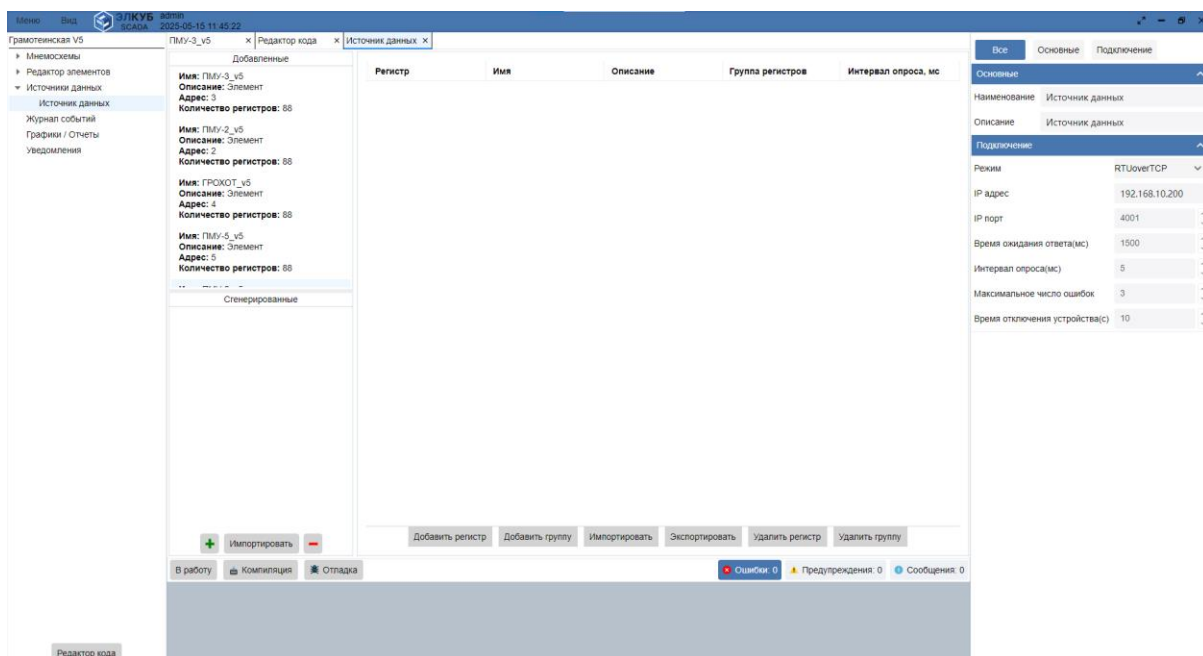 Меню Вид ЭЛКУБ SCADA admin
2025-05-15 11:45:22
Грамотеинская V5
Мнемосхемы
Редактор элементов
Источники данных
Источник данных
Журнал событий
Графики / Отчеты
Уведомления
Редактор кода
ПМУ-3_v5 × Редактор кода × Источник данных ×
Добавленные
Имя: ПМУ-3_v5
Описание: Элемент
Адрес: 3
Количество регистров: 88
Имя: ПМУ-2_v5
Описание: Элемент
Адрес: 2
Количество регистров: 88
Имя: ГРОХОТ_v5
Описание: Элемент
Адрес: 4
Количество регистров: 88
Имя: ПМУ-5_v5
Описание: Элемент
Адрес: 5
Количество регистров: 88
Сгенерированные
Импортировать
Регистр Имя Описание Группа регистров Интервал опроса, мс
Добавить регистр Добавить группу Импортировать Экспортировать Удалить регистр Удалить группу
В работу Компиляция Отладка Ошибки: 0 Предупреждения: 0 Сообщения: 0
Все Основные Подключение
Основные
Наименование Источник данных
Описание Источник данных
Подключение
Режим RTUoverTCP
IP адрес 192.168.10.200
IP порт 4001
Время ожидания ответа(мс) 1500
Интервал опроса(мс) 5
Максимальное число ошибок 3
Время отключения устройства(с) 10